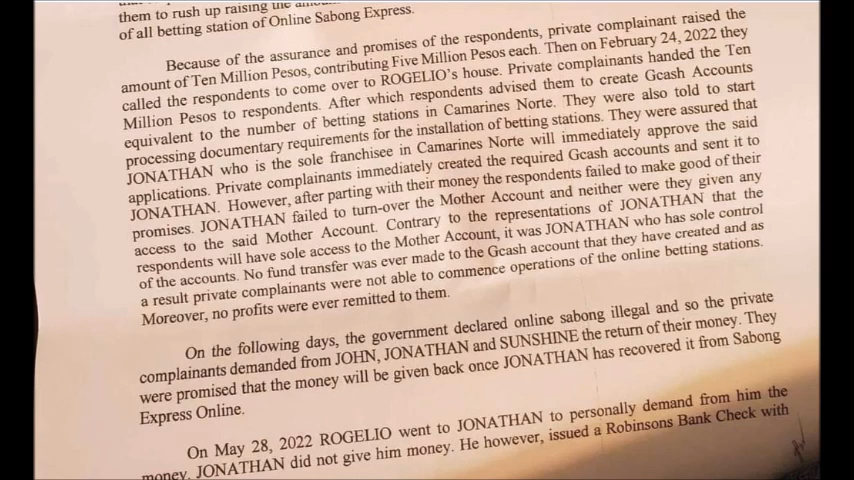 them to rush up raising the
of all betting station of Online Sabong Express.
Because of the assurance and promises of the respondents, private complainant raised the
amount of Ten Million Pesos, contributing Five Million Pesos each. Then on February 24, 2022 they
called the respondents to come over to ROGELIO's house. Private complainants handed the Ten
Million Pesos to respondents. After which respondents advised them to create Gcash Accounts
equivalent to the number of betting stations in Camarines Norte. They were also told to start
processing documentary requirements for the installation of betting stations. They were assured that
JONATHAN who is the sole franchisee in Camarines Norte will immediately approve the said
applications. Private complainants immediately created the required Gcash accounts and sent it to
JONATHAN. However, after parting with their money the respondents failed to make good of their
promises. JONATHAN failed to turn-over the Mother Account and neither were they given any
access to the said Mother Account. Contrary to the representations of JONATHAN that the
respondents will have sole access to the Mother Account, it was JONATHAN who has sole control
of the accounts. No fund transfer was ever made to the Gcash account that they have created and as
a result private complainants were not able to commence operations of the online betting stations.
Moreover, no profits were ever remitted to them.
On the following days, the government declared online sabong illegal and so the private
complainants demanded from JOHN, JONATHAN and SUNSHINE the return of their money. They
were promised that the money will be given back once JONATHAN has recovered it from Sabong
Express Online.
On May 28, 2022 ROGELIO went to JONATHAN to personally demand from him the
money. JONATHAN did not give him money. He however, issued a Robinsons Bank Check with